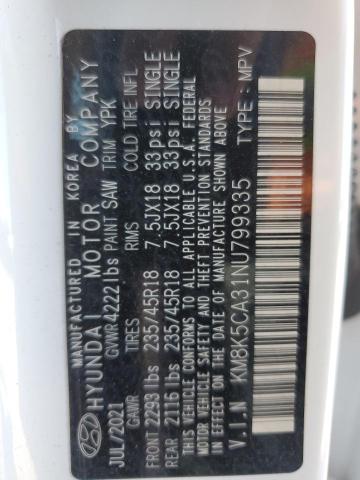 MANUFACTURED IN KOREA BY
HYUNDAI MOTOR COMPANY
JUL/2021 GVWR 4222 lbs PAINT SAW TRIM YPK
GAWR TIRES RIMS COLD TIRE INFL
FRONT 2293 lbs 235/45R18 7.5JX18 33psi SINGLE
REAR 2116 lbs 235/45R18 7.5JX18 33psi SINGLE
THIS VEHICLE CONFORMS TO ALL APPLICABLE U.S.A. FEDERAL
MOTOR VEHICLE SAFETY AND THEFT PREVENTION STANDARDS
IN EFFECT ON THE DATE OF MANUFACTURE SHOWN ABOVE.
V.I.N KM8K5CA31NU799335 TYPE: MPV